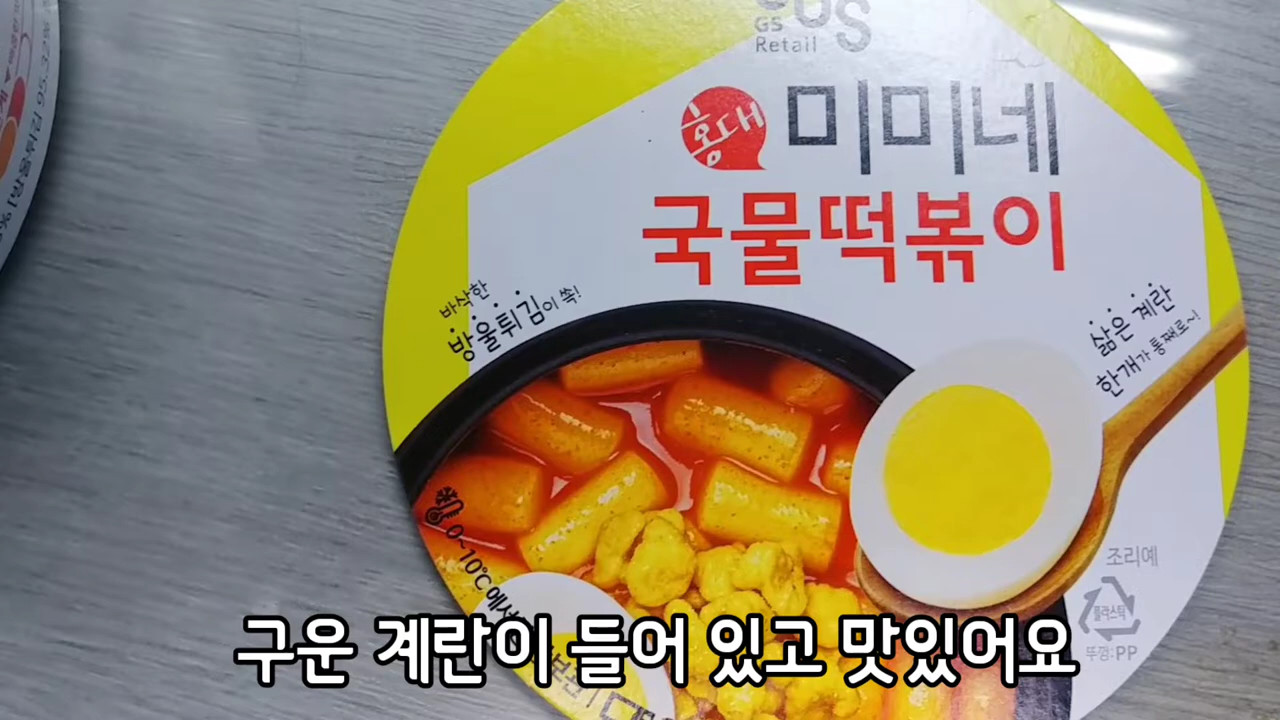 GS
Retail
홍대
미미네
국물떡볶이
바삭한
방울튀김이 쏙!
삶은 계란
한개가 통째로~!
0~10℃에서
조리예
플라스틱
뚜껑:PP
구운 계란이 들어 있고 맛있어요